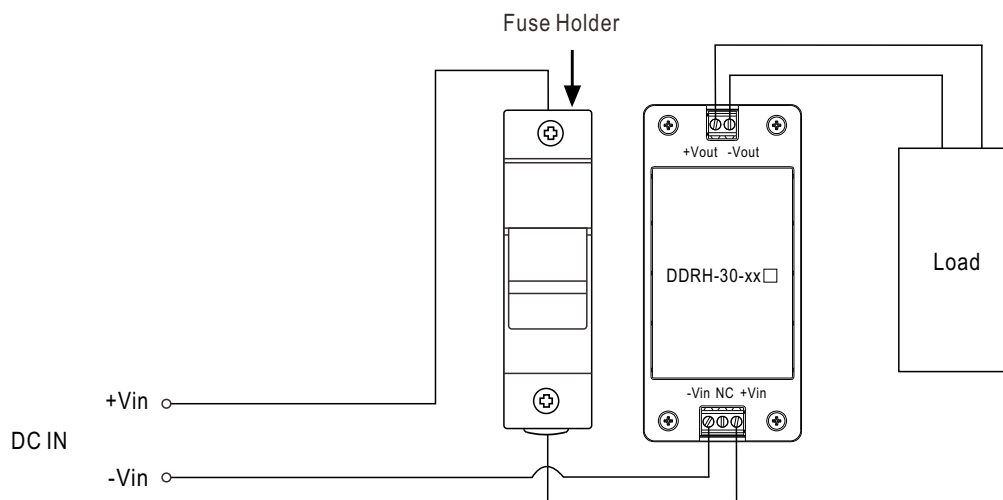 Fuse Holder
+Vout -Vout
DDRH-30-xx□
Load
-Vin NC +Vin
+Vin
DC IN
-Vin